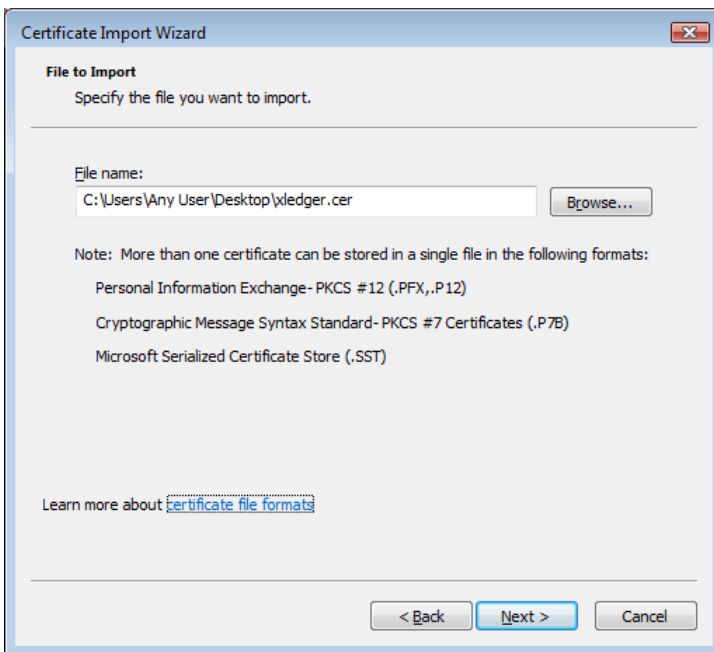 Certificate Import Wizard
File to Import
Specify the file you want to import.
File name:
C:\Users\Any User\Desktop\xledger.cer
Browse...
Note: More than one certificate can be stored in a single file in the following formats:
Personal Information Exchange- PKCS #12 (.PFX,.P12)
Cryptographic Message Syntax Standard- PKCS #7 Certificates (.P7B)
Microsoft Serialized Certificate Store (.SST)
Learn more about certificate file formats
< Back
Next >
Cancel